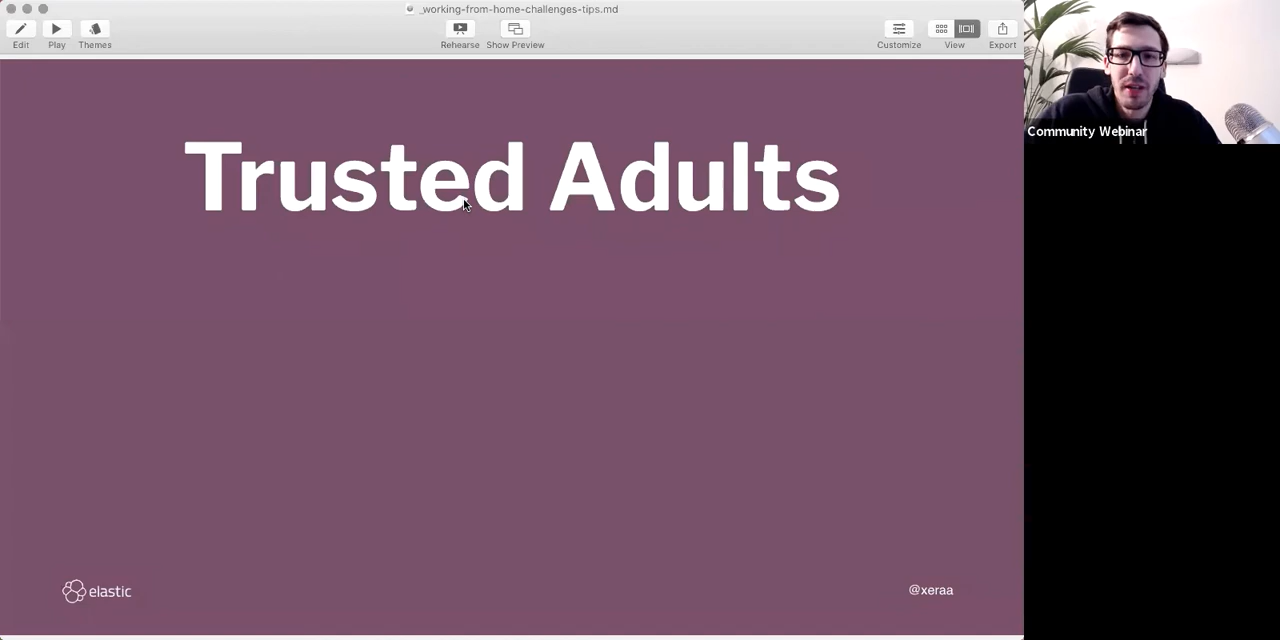 _working-from-home-challenges-tips.md
Edit
Play
Themes
Rehearse
Show Preview
Customize
View
Export
Trusted Adults
elastic
@xeraa
Community Webinar